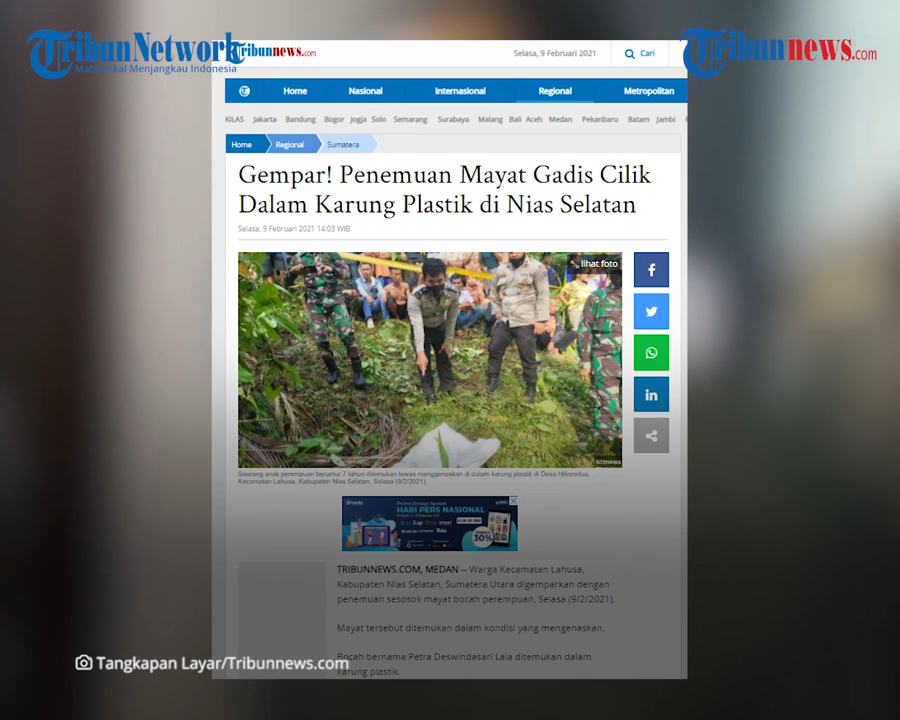 TribunNetwork
Mata Lokal Menjangkau Indonesia
Tribunnews.com
Selasa, 9 Februari 2021
Cari
Tribunnews.com
Home
Nasional
Internasional
Regional
Metropolitan
KILAS Jakarta Bandung Bogor Jogja Solo Semarang Surabaya Malang Bali Aceh Medan Pekanbaru Batam Jambi
Home Regional Sumatera
Gempar! Penemuan Mayat Gadis Cilik
Dalam Karung Plastik di Nias Selatan
Selasa, 9 Februari 2021 14:03 WIB
lihat foto
Istimewa
Seorang anak perempuan berumur 7 tahun ditemukan tewas menggenaskan di dalam karung plastik di Desa Hiliorodua,
Kecamatan Lahusa, Kabupaten Nias Selatan, Selasa (9/2/2021).
HARI PERS NASIONAL
30%
TRIBUNNEWS.COM, MEDAN -- Warga Kecamatan Lahusa,
Kabupaten Nias Selatan, Sumatera Utara digemparkan dengan
penemuan sesosok mayat bocah perempuan, Selasa (9/2/2021).
Mayat tersebut ditemukan dalam kondisi yang mengenaskan.
Bocah bernama Petra Deswindasari Laia ditemukan dalam
karung plastik.
Tangkapan Layar/Tribunnews.com